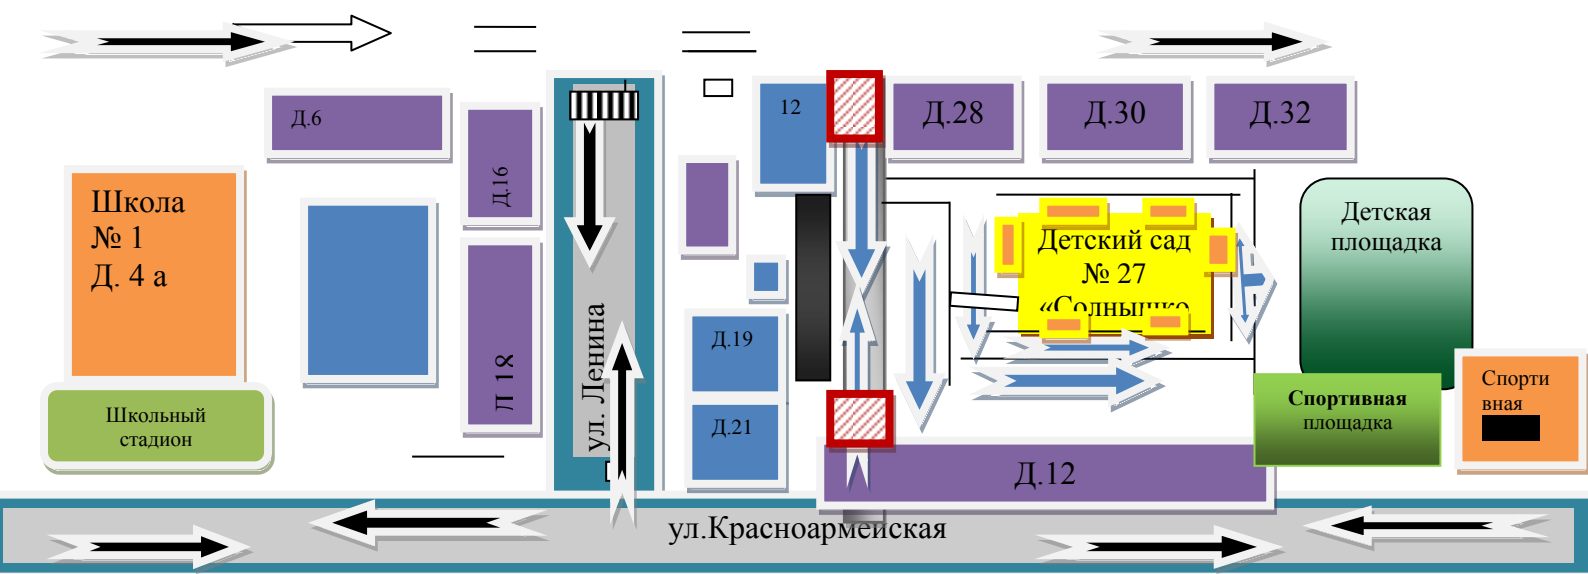 Д.6
12
Д.28
Д.30
Д.32
Д.16
Школа
№ 1
Д. 4 а
Детский сад
№ 27
«Солнышко
Детская
площадка
ул. Ленина
Д.19
Д 18
Школьный
стадион
Д.21
Спортивная
площадка
Спорти
вная
Д.12
ул.Красноармейская